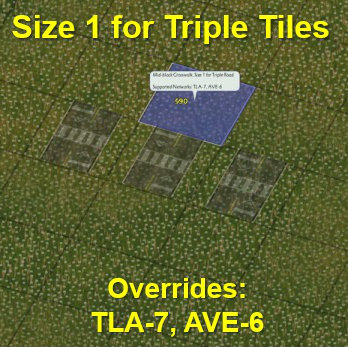 Size 1 for Triple Tiles
Mid-block Crosswalk, Size 1 for Triple Road
Supported Networks: TLA-7, AVE-6
§90
Overrides:
TLA-7, AVE-6